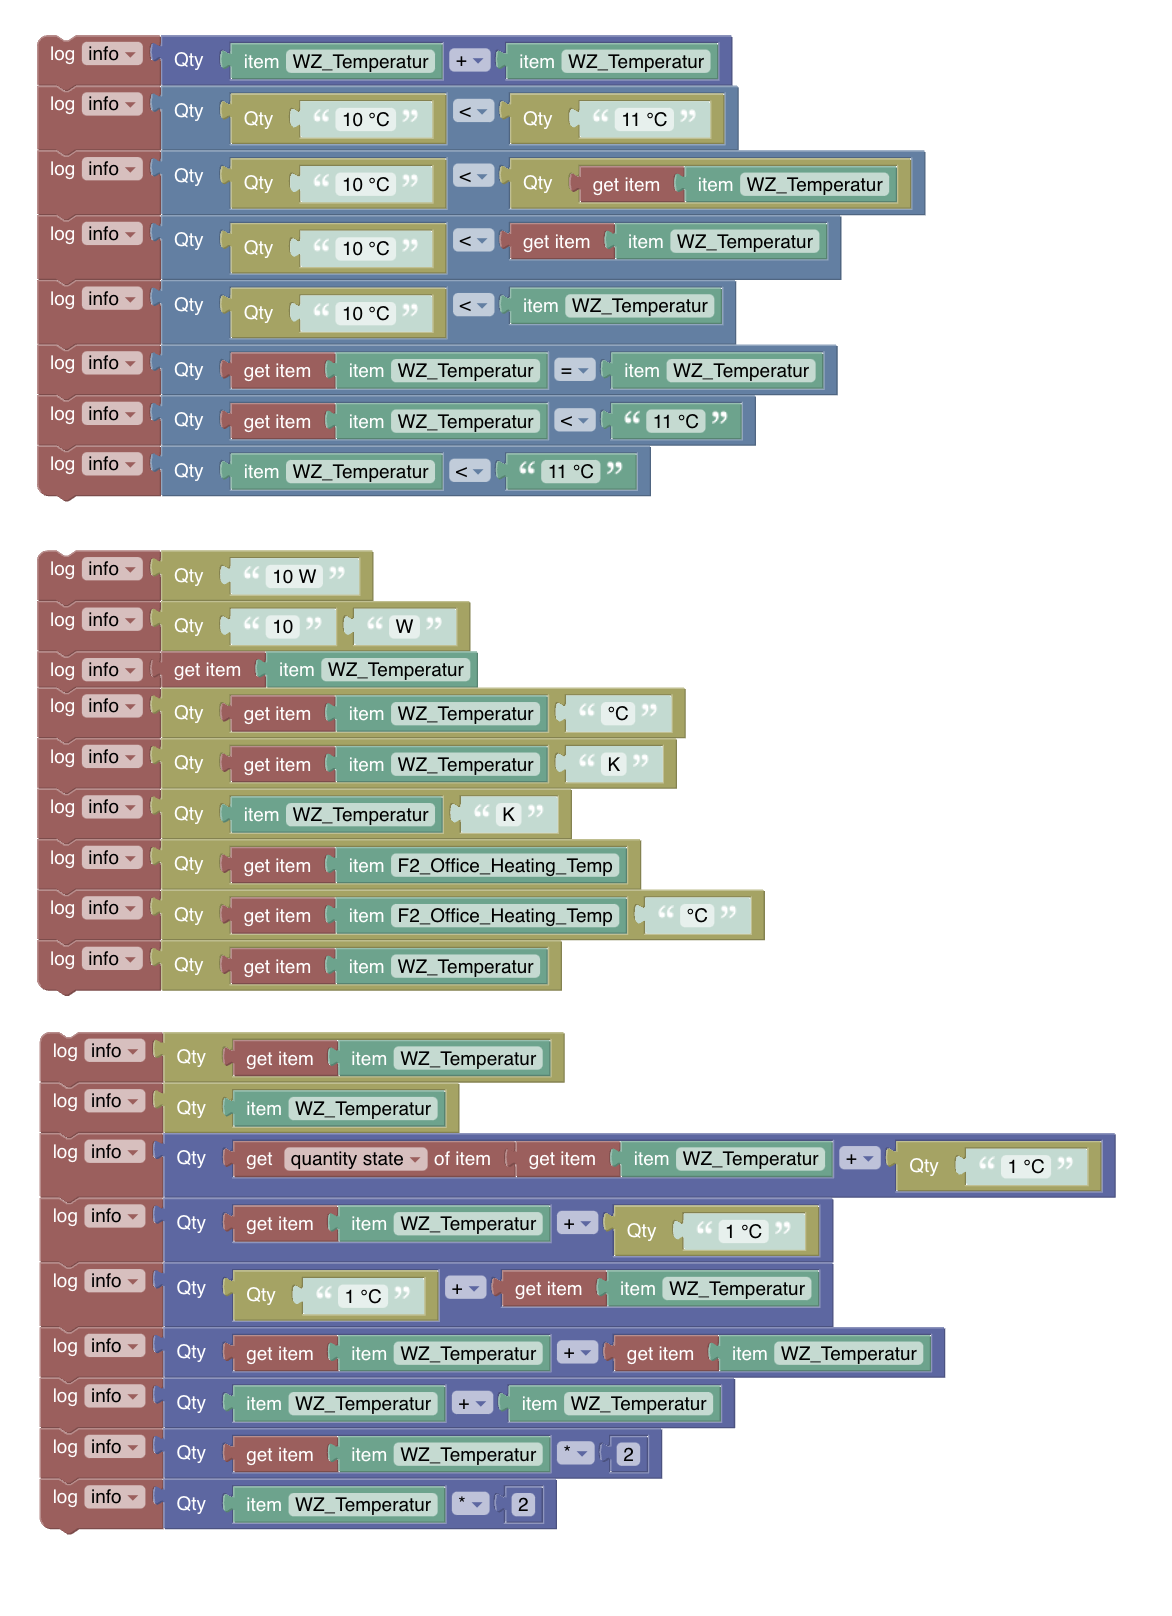 log info Qty item WZ_Temperatur + item WZ_Temperatur
log info Qty Qty “ 10 °C ” < Qty “ 11 °C ”
log info Qty Qty “ 10 °C ” < Qty get item item WZ_Temperatur
log info Qty Qty “ 10 °C ” < get item item WZ_Temperatur
log info Qty Qty “ 10 °C ” < item WZ_Temperatur
log info Qty get item item WZ_Temperatur = item WZ_Temperatur
log info Qty get item item WZ_Temperatur < “ 11 °C ”
log info Qty item WZ_Temperatur < “ 11 °C ”
log info Qty “ 10 W ”
log info Qty “ 10 ” “ W ”
log info get item item WZ_Temperatur
log info Qty get item item WZ_Temperatur “ °C ”
log info Qty get item item WZ_Temperatur “ K ”
log info Qty item WZ_Temperatur “ K ”
log info Qty get item item F2_Office_Heating_Temp
log info Qty get item item F2_Office_Heating_Temp “ °C ”
log info Qty get item item WZ_Temperatur
log info Qty get item item WZ_Temperatur
log info Qty item WZ_Temperatur
log info Qty get quantity state of item get item item WZ_Temperatur + Qty “ 1 °C ”
log info Qty get item item WZ_Temperatur + Qty “ 1 °C ”
log info Qty Qty “ 1 °C ” + get item item WZ_Temperatur
log info Qty get item item WZ_Temperatur + get item item WZ_Temperatur
log info Qty item WZ_Temperatur + item WZ_Temperatur
log info Qty get item item WZ_Temperatur * 2
log info Qty item WZ_Temperatur * 2